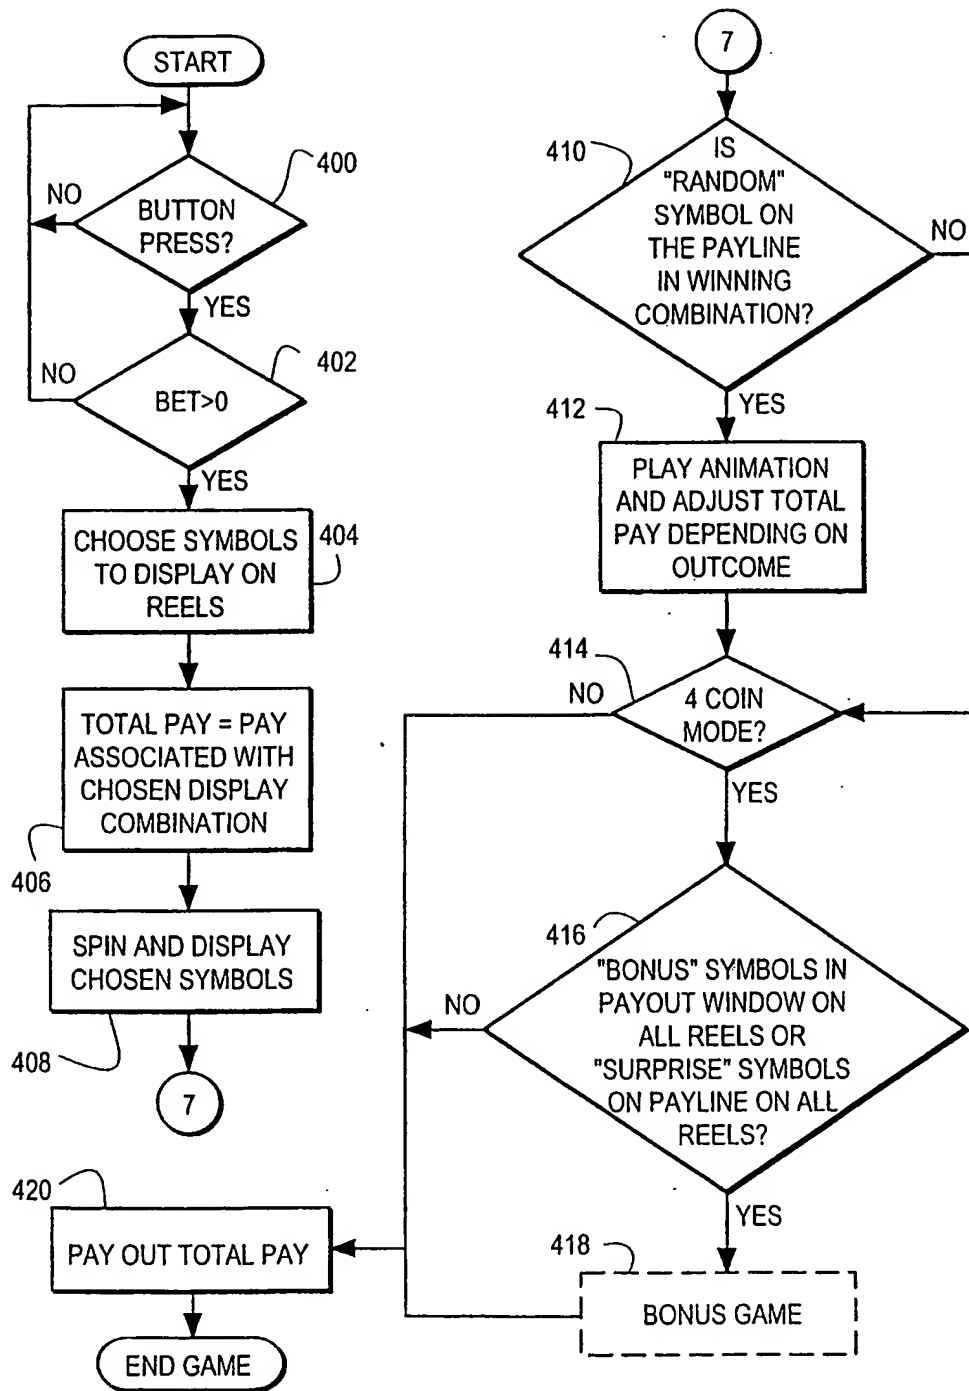 START
400
NO
BUTTON
PRESS?
YES
402
NO
BET>0
YES
CHOOSE SYMBOLS
TO DISPLAY ON
REELS
404
TOTAL PAY = PAY
ASSOCIATED WITH
CHOSEN DISPLAY
COMBINATION
406
SPIN AND DISPLAY
CHOSEN SYMBOLS
408
7
420
PAY OUT TOTAL PAY
END GAME
7
410
IS
"RANDOM"
SYMBOL ON
THE PAYLINE
IN WINNING
COMBINATION?
NO
YES
412
PLAY ANIMATION
AND ADJUST TOTAL
PAY DEPENDING ON
OUTCOME
414
NO
4 COIN
MODE?
YES
416
NO
"BONUS" SYMBOLS IN
PAYOUT WINDOW ON
ALL REELS OR
"SURPRISE" SYMBOLS
ON PAYLINE ON ALL
REELS?
YES
418
BONUS GAME